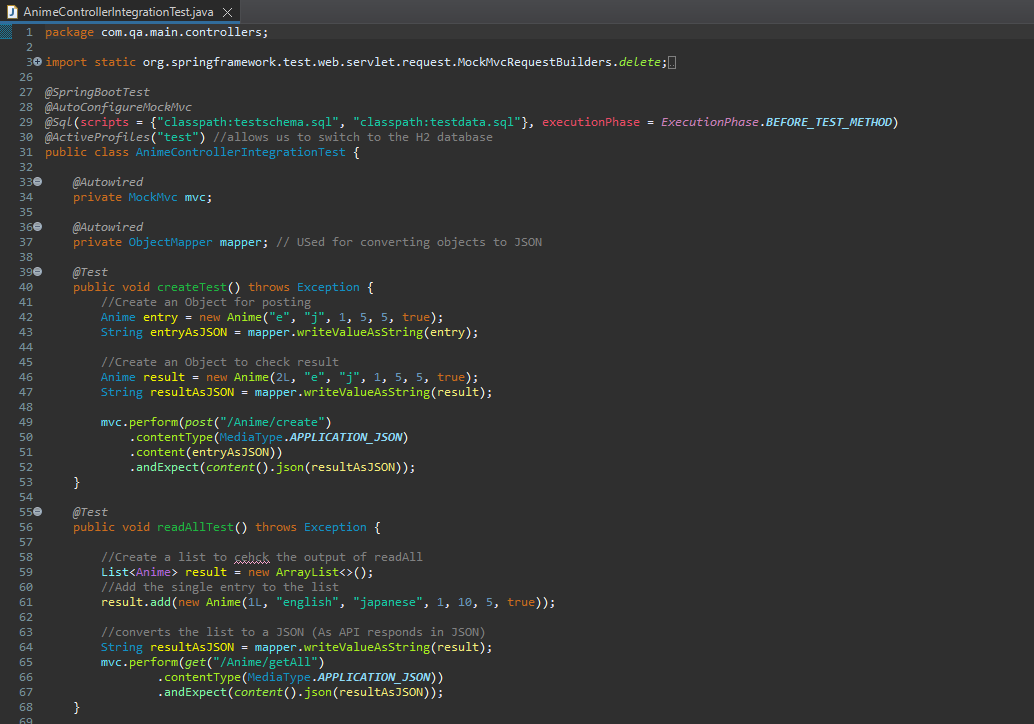 AnimeControllerIntegrationTest.java
1 package com.qa.main.controllers;
2
3 import static org.springframework.test.web.servlet.request.MockMvcRequestBuilders.delete;
26
27 @SpringBootTest
28 @AutoConfigureMockMvc
29 @Sql(scripts = {"classpath:testschema.sql", "classpath:testdata.sql"}, executionPhase = ExecutionPhase.BEFORE_TEST_METHOD)
30 @ActiveProfiles("test") //allows us to switch to the H2 database
31 public class AnimeControllerIntegrationTest {
32
33 @Autowired
34 private MockMvc mvc;
35
36 @Autowired
37 private ObjectMapper mapper; // USed for converting objects to JSON
38
39 @Test
40 public void createTest() throws Exception {
41 //Create an Object for posting
42 Anime entry = new Anime("e", "j", 1, 5, 5, true);
43 String entryAsJSON = mapper.writeValueAsString(entry);
44
45 //Create an Object to check result
46 Anime result = new Anime(2L, "e", "j", 1, 5, 5, true);
47 String resultAsJSON = mapper.writeValueAsString(result);
48
49 mvc.perform(post("/Anime/create")
50 .contentType(MediaType.APPLICATION_JSON)
51 .content(entryAsJSON))
52 .andExpect(content().json(resultAsJSON));
53 }
54
55 @Test
56 public void readAllTest() throws Exception {
57
58 //Create a list to cehck the output of readAll
59 List<Anime> result = new ArrayList<>();
60 //Add the single entry to the list
61 result.add(new Anime(1L, "english", "japanese", 1, 10, 5, true));
62
63 //converts the list to a JSON (As API responds in JSON)
64 String resultAsJSON = mapper.writeValueAsString(result);
65 mvc.perform(get("/Anime/getAll")
66 .contentType(MediaType.APPLICATION_JSON))
67 .andExpect(content().json(resultAsJSON));
68 }
69